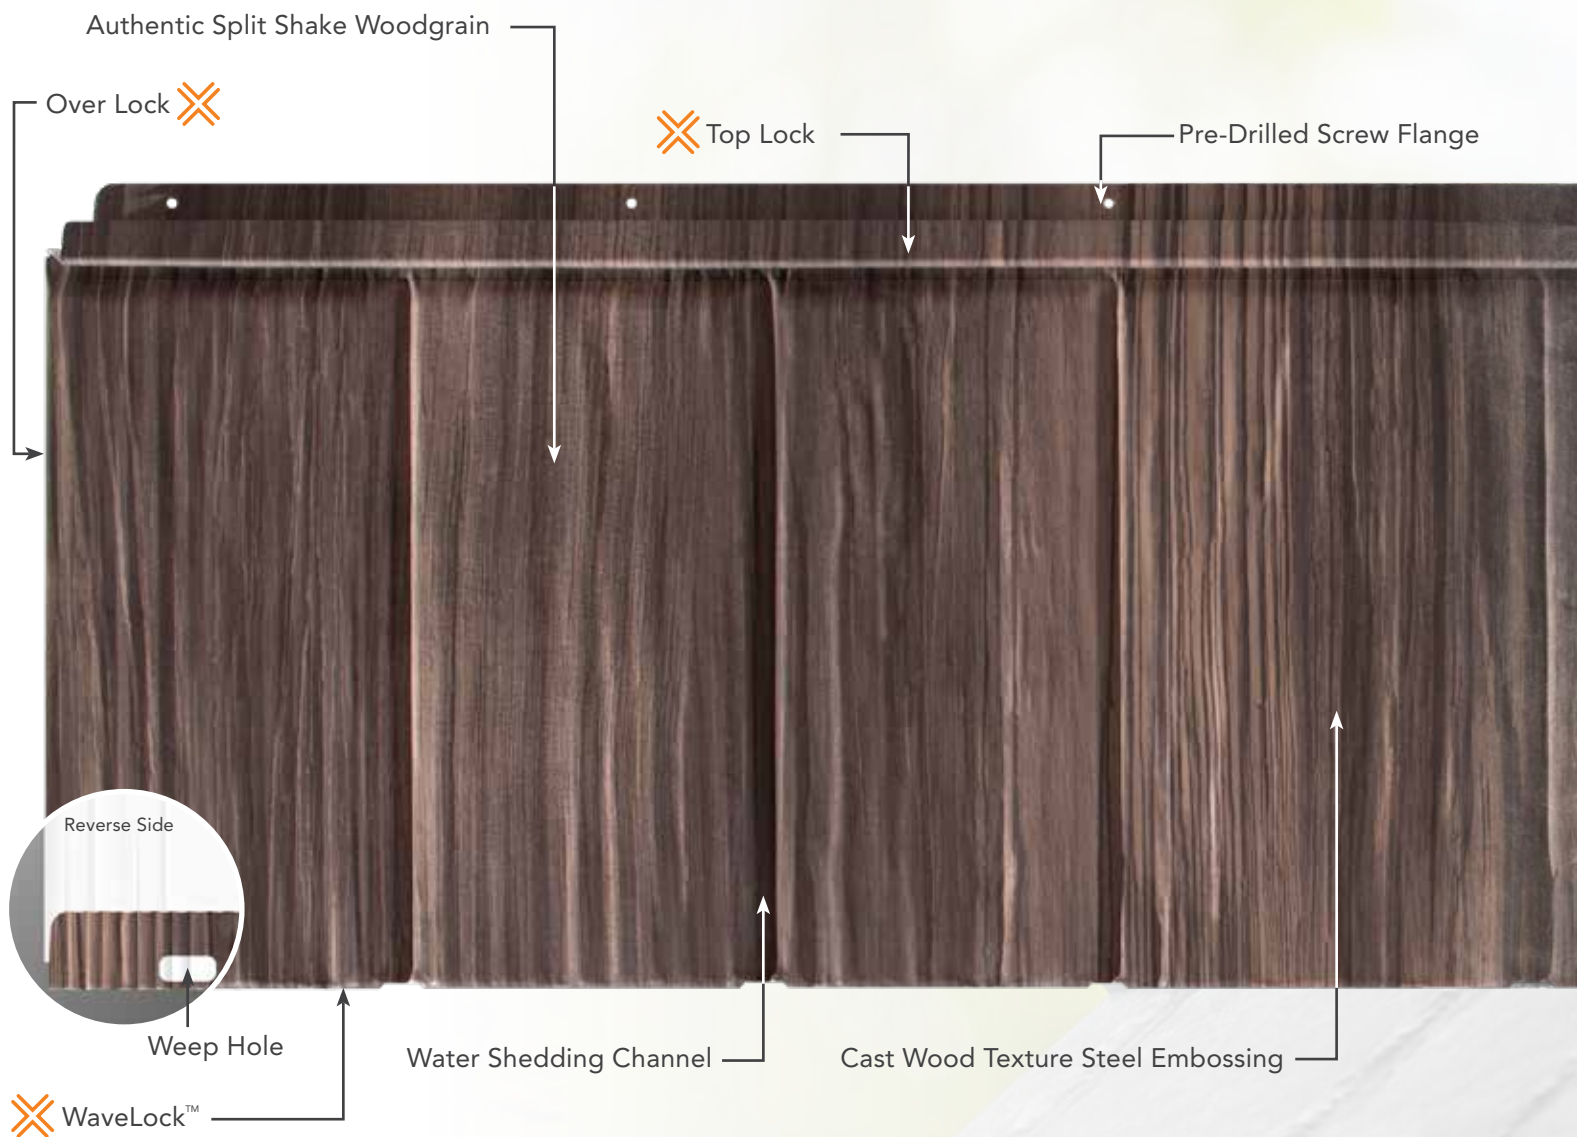 Authentic Split Shake Woodgrain
Over Lock
Top Lock
Pre-Drilled Screw Flange
Reverse Side
Weep Hole
Water Shedding Channel
Cast Wood Texture Steel Embossing
WaveLock™